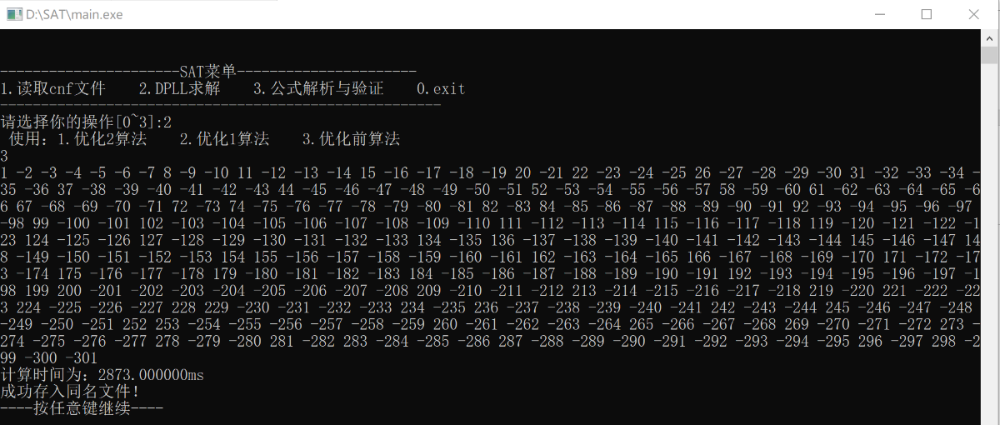 D:\SAT\main.exe
----------------------SAT菜单----------------------
1.读取cnf文件    2.DPLL求解    3.公式解析与验证    0.exit
------------------------------------------------------
请选择你的操作[0~3]:2
 使用：1.优化2算法    2.优化1算法    3.优化前算法
3
1 -2 -3 -4 -5 -6 -7 8 -9 -10 11 -12 -13 -14 15 -16 -17 -18 -19 20 -21 22 -23 -24 -25 26 -27 -28 -29 -30 31 -32 -33 -34 -
35 -36 37 -38 -39 -40 -41 -42 -43 44 -45 -46 -47 -48 -49 -50 -51 52 -53 -54 -55 -56 -57 58 -59 -60 61 -62 -63 -64 -65 -6
6 67 -68 -69 -70 -71 72 -73 74 -75 -76 -77 -78 -79 -80 -81 82 -83 84 -85 -86 -87 -88 -89 -90 -91 92 -93 -94 -95 -96 -97
-98 99 -100 -101 102 -103 -104 -105 -106 -107 -108 -109 -110 111 -112 -113 -114 115 -116 -117 -118 119 -120 -121 -122 -1
23 124 -125 -126 127 -128 -129 -130 -131 -132 -133 134 -135 136 -137 -138 -139 -140 -141 -142 -143 -144 145 -146 -147 14
8 -149 -150 -151 -152 -153 154 155 -156 -157 -158 -159 -160 -161 162 -163 -164 -165 166 -167 -168 -169 -170 171 -172 -17
3 -174 175 -176 -177 -178 179 -180 -181 -182 -183 184 -185 -186 -187 -188 -189 -190 -191 192 -193 -194 -195 -196 -197 -1
98 199 200 -201 -202 -203 -204 -205 -206 -207 -208 209 -210 -211 -212 213 -214 -215 -216 -217 -218 219 -220 221 -222 -22
3 224 -225 -226 -227 228 229 -230 -231 -232 -233 234 -235 236 -237 -238 -239 -240 -241 242 -243 -244 245 -246 -247 -248
-249 -250 -251 252 253 -254 -255 -256 -257 -258 -259 260 -261 -262 -263 -264 265 -266 -267 -268 269 -270 -271 -272 273 -
274 -275 -276 -277 278 -279 -280 281 -282 283 -284 -285 -286 287 -288 -289 -290 -291 -292 -293 -294 -295 296 -297 298 -2
99 -300 -301
计算时间为：2873.000000ms
成功存入同名文件！
----按任意键继续----